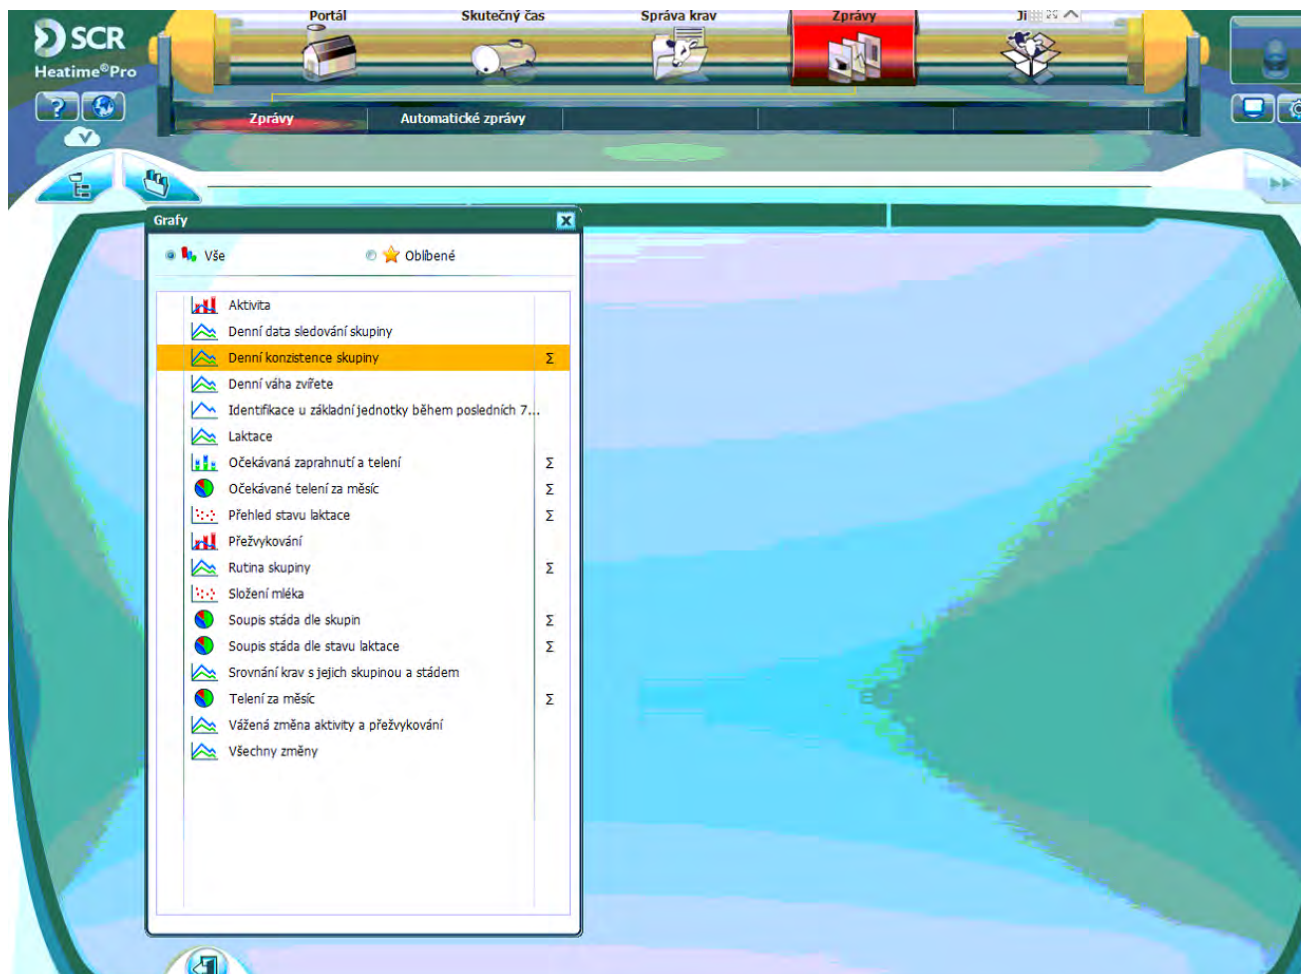 Portál
Skutečný čas
Správa krav
Zprávy
Ji
SCR
Heatime®Pro
?
Zprávy
Automatické zprávy
Grafy
Vše
Oblíbené
Aktivita
Denní data sledování skupiny
Denní konzistence skupiny Σ
Denní váha zvířete
Identifikace u základní jednotky během posledních 7...
Laktace
Očekávaná zaprahnutí a telení Σ
Očekávané telení za měsíc Σ
Přehled stavu laktace Σ
Přežvykování
Rutina skupiny Σ
Složení mléka
Soupis stáda dle skupin Σ
Soupis stáda dle stavu laktace Σ
Srovnání krav s jejich skupinou a stádem
Telení za měsíc Σ
Vážená změna aktivity a přežvykování
Všechny změny